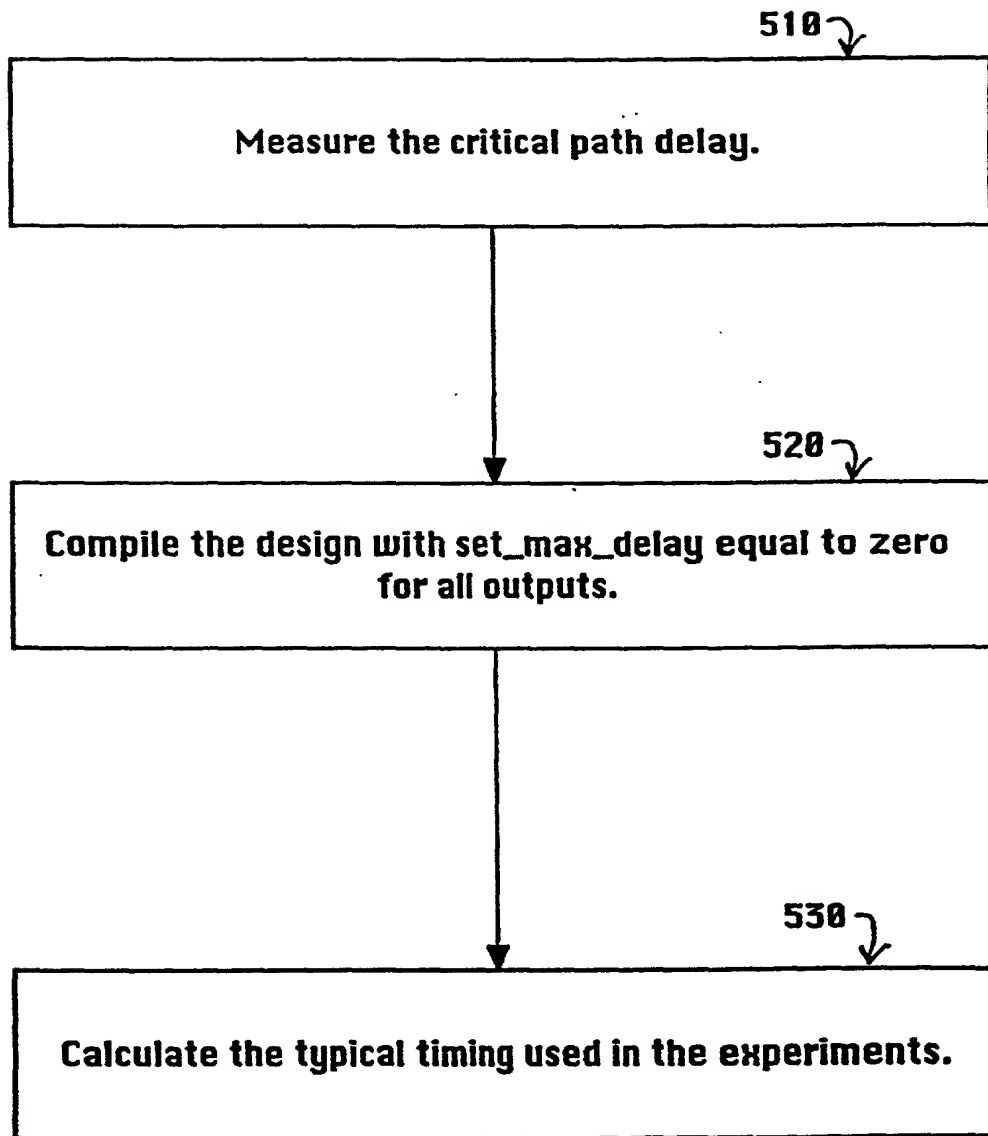 510
Measure the critical path delay.
520
Compile the design with set_max_delay equal to zero
for all outputs.
530
Calculate the typical timing used in the experiments.